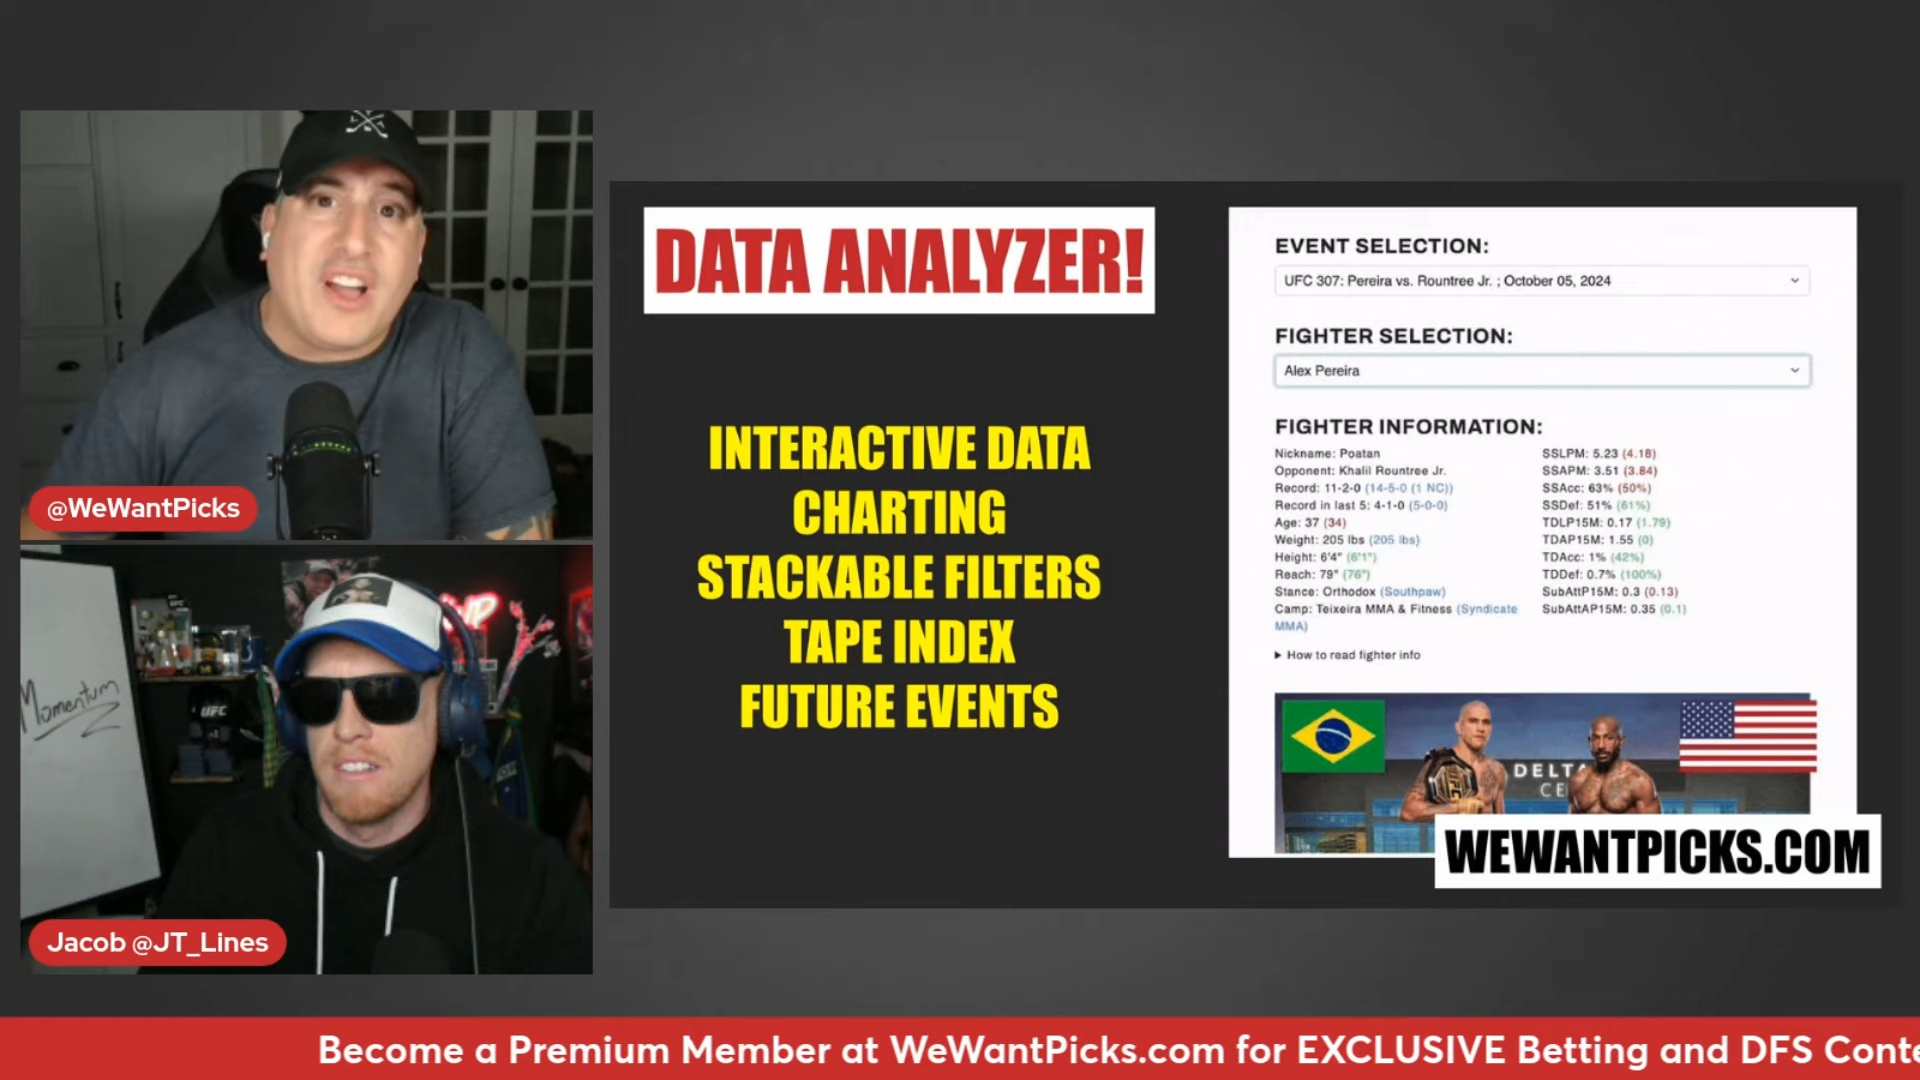 @WeWantPicks
Momentum
UFC
Jacob @JT_Lines
DATA ANALYZER!
INTERACTIVE DATA
CHARTING
STACKABLE FILTERS
TAPE INDEX
FUTURE EVENTS
EVENT SELECTION:
UFC 307: Pereira vs. Rountree Jr. ; October 05, 2024
FIGHTER SELECTION:
Alex Pereira
FIGHTER INFORMATION:
Nickname: Poatan
Opponent: Khalil Rountree Jr.
Record: 11-2-0 (14-5-0 (1 NC))
Record in last 5: 4-1-0 (5-0-0)
Age: 37 (34)
Weight: 205 lbs (205 lbs)
Height: 6'4" (6'1")
Reach: 79" (76")
Stance: Orthodox (Southpaw)
Camp: Teixeira MMA & Fitness (Syndicate
MMA)
SSLPM: 5.23 (4.18)
SSAPM: 3.51 (3.84)
SSAcc: 63% (50%)
SSDef: 51% (61%)
TDLP15M: 0.17 (1.79)
TDAP15M: 1.55 (0)
TDAcc: 1% (42%)
TDDef: 0.7% (100%)
SubAttP15M: 0.3 (0.13)
SubAttAP15M: 0.35 (0.1)
How to read fighter info
DELTA
CE
WEWANTPICKS.COM
Become a Premium Member at WeWantPicks.com for EXCLUSIVE Betting and DFS Conte